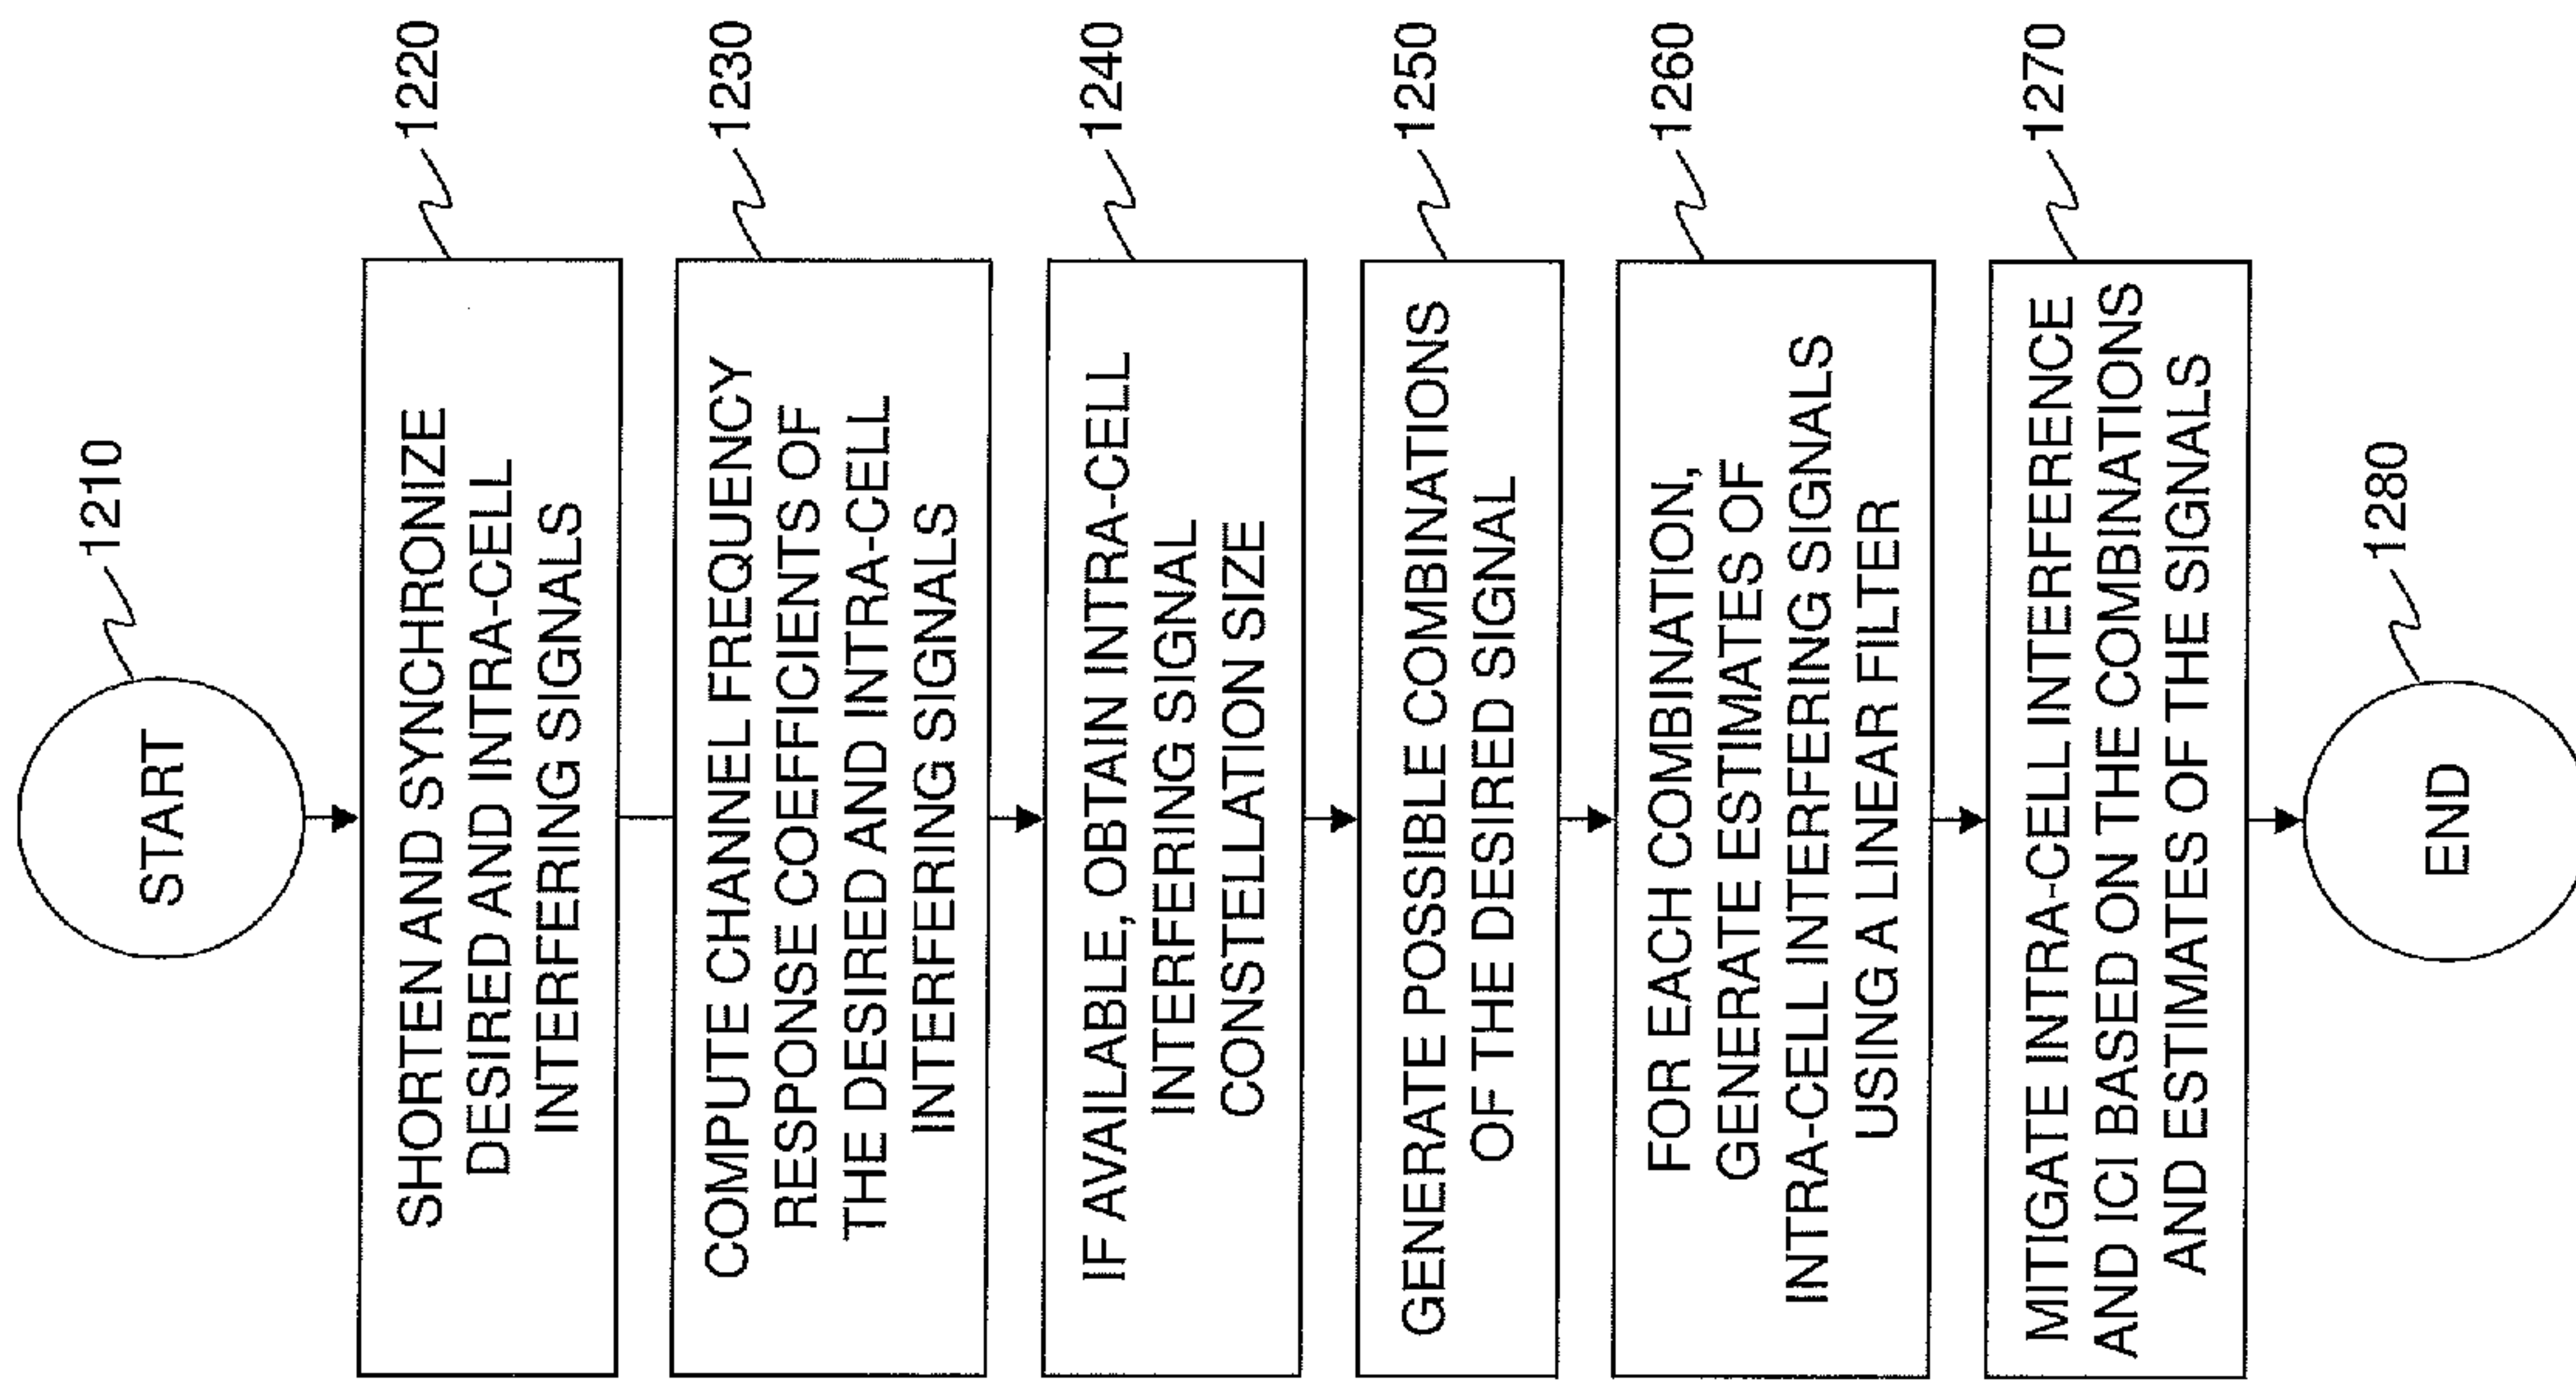 START
1210
SHORTEN AND SYNCHRONIZE
DESIRED AND INTRA-CELL
INTERFERING SIGNALS
1220
COMPUTE CHANNEL FREQUENCY
RESPONSE COEFFICIENTS OF
THE DESIRED AND INTRA-CELL
INTERFERING SIGNALS
1230
IF AVAILABLE, OBTAIN INTRA-CELL
INTERFERING SIGNAL
CONSTELLATION SIZE
1240
GENERATE POSSIBLE COMBINATIONS
OF THE DESIRED SIGNAL
1250
FOR EACH COMBINATION,
GENERATE ESTIMATES OF
INTRA-CELL INTERFERING SIGNALS
USING A LINEAR FILTER
1260
MITIGATE INTRA-CELL INTERFERENCE
AND ICI BASED ON THE COMBINATIONS
AND ESTIMATES OF THE SIGNALS
1270
END
1280